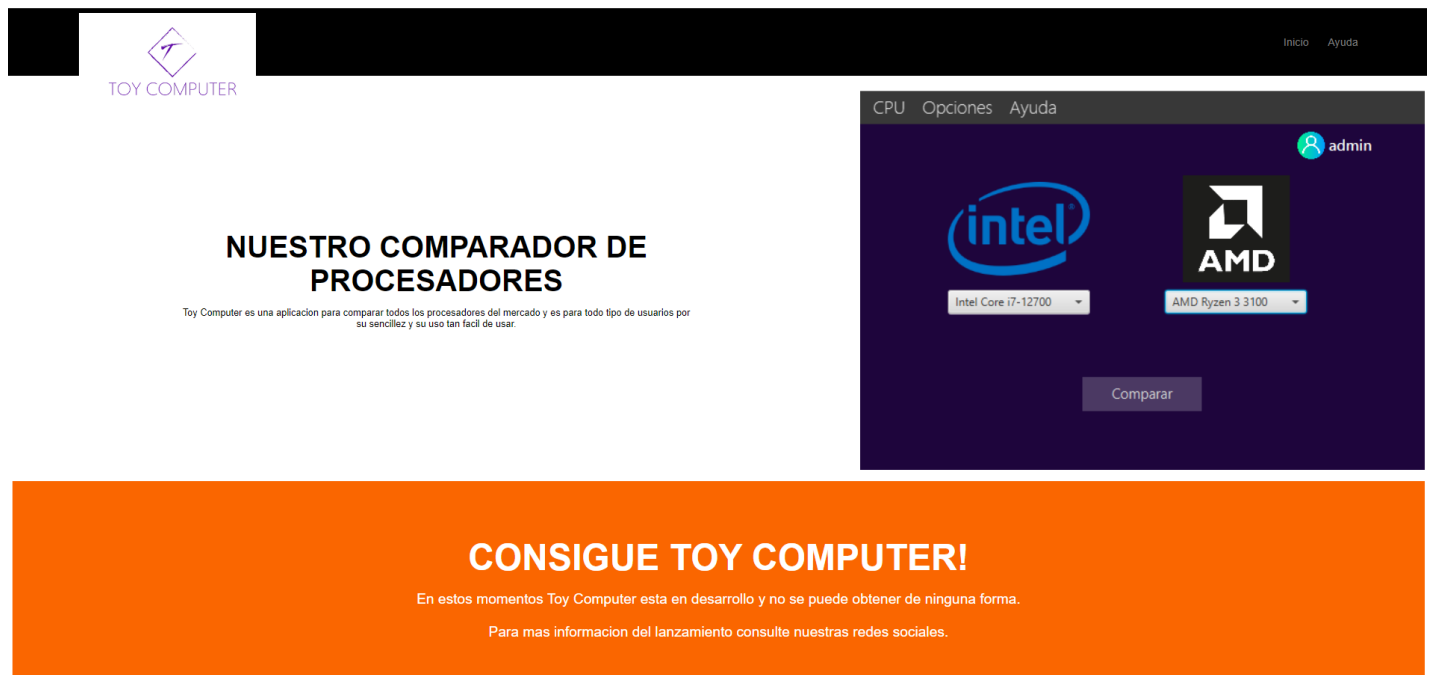 TOY COMPUTER
Inicio Ayuda
CPU Opciones Ayuda
admin
intel
AMD
Intel Core i7-12700
AMD Ryzen 3 3100
Comparar
NUESTRO COMPARADOR DE
PROCESADORES
Toy Computer es una aplicacion para comparar todos los procesadores del mercado y es para todo tipo de usuarios por
su sencillez y su uso tan facil de usar.
CONSIGUE TOY COMPUTER!
En estos momentos Toy Computer esta en desarrollo y no se puede obtener de ninguna forma.
Para mas informacion del lanzamiento consulte nuestras redes sociales.